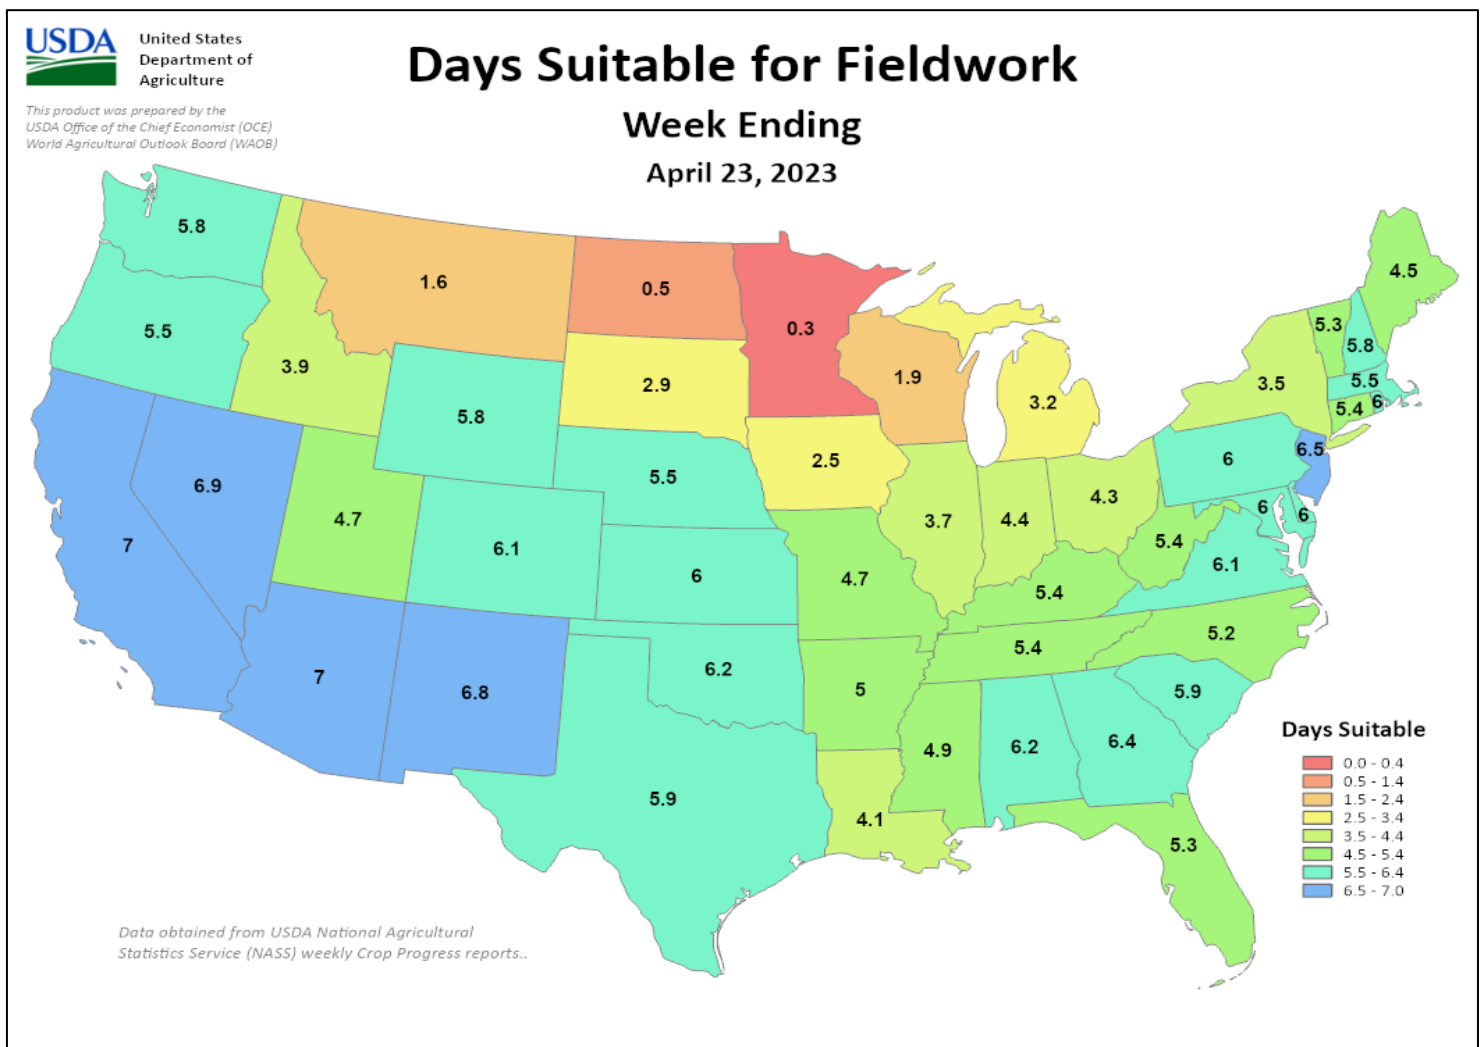 USDA
United States
Department of
Agriculture
This product was prepared by the
USDA Office of the Chief Economist (OCE)
World Agricultural Outlook Board (WAOB)
Days Suitable for Fieldwork
Week Ending
April 23, 2023
5.8
1.6
0.5
0.3
4.5
5.5
3.9
5.8
2.9
1.9
3.2
3.5
5.3
5.8
5.5
5.4
6
6.9
4.7
5.5
2.5
6
6.5
7
6.1
6
4.7
3.7
4.4
4.3
5.4
6
6
6.1
5.4
5.4
5.2
7
6.8
6.2
5
4.9
6.2
6.4
5.9
5.9
4.1
5.3
Days Suitable
0.0 - 0.4
0.5 - 1.4
1.5 - 2.4
2.5 - 3.4
3.5 - 4.4
4.5 - 5.4
5.5 - 6.4
6.5 - 7.0
Data obtained from USDA National Agricultural
Statistics Service (NASS) weekly Crop Progress reports..